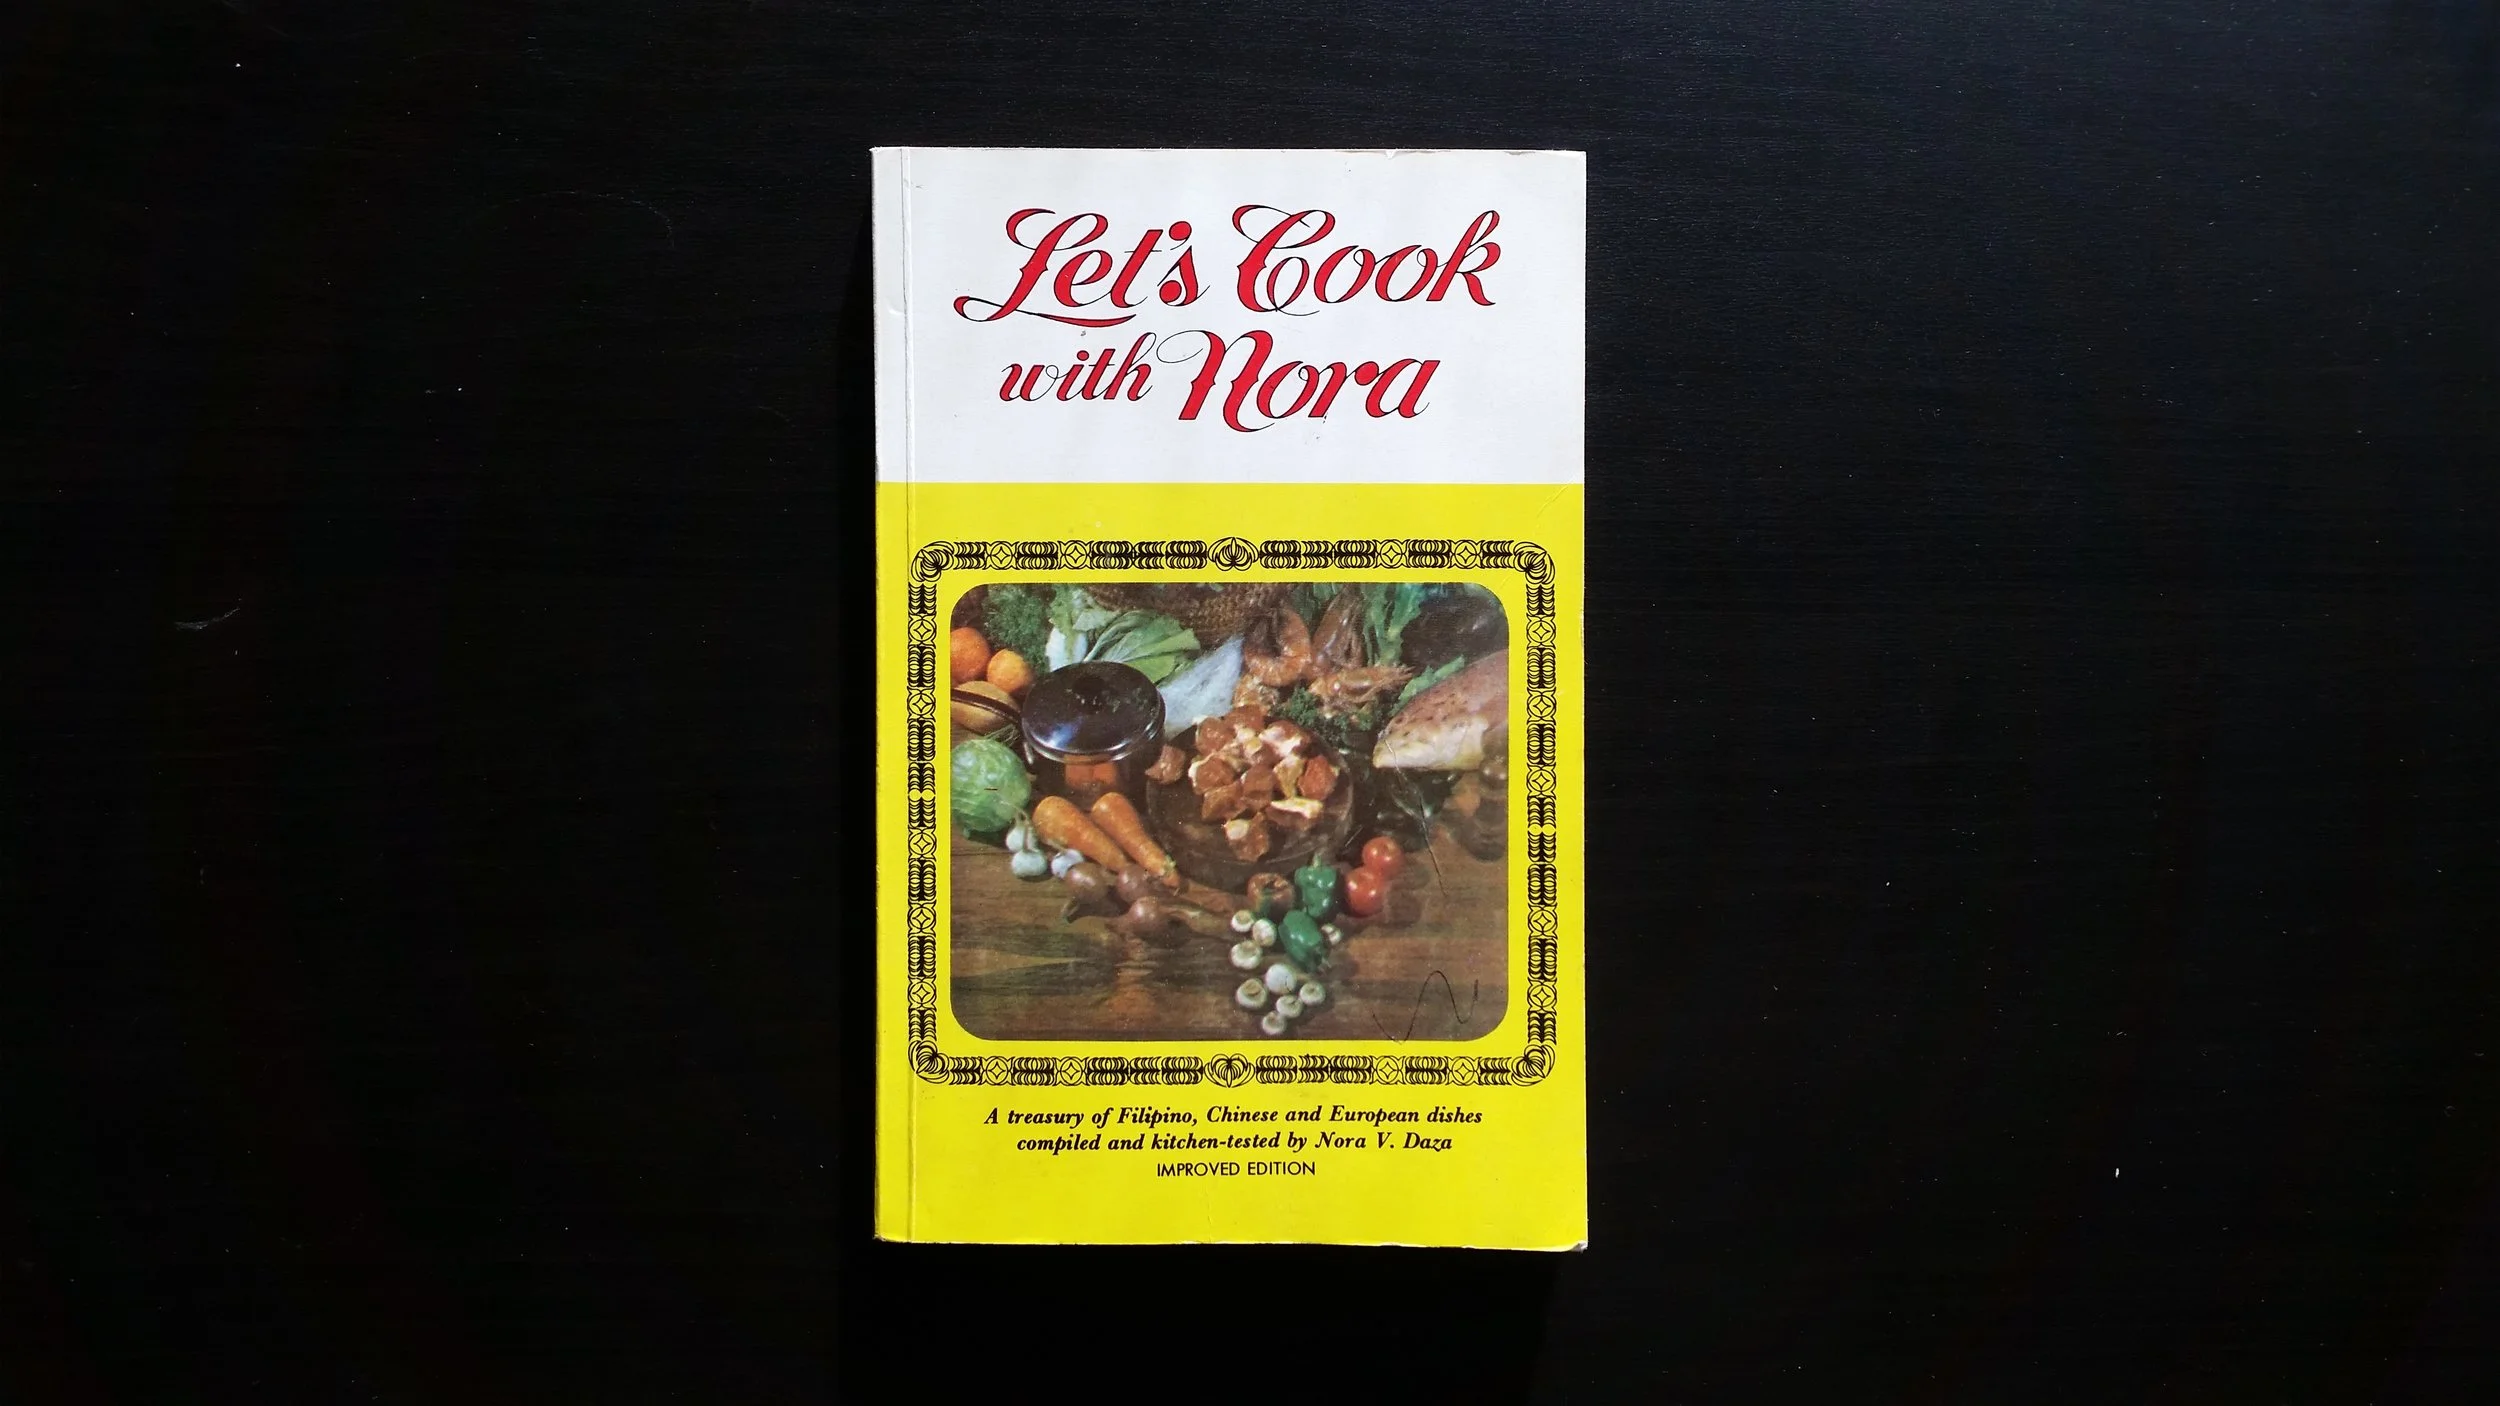 Let's Cook
with Nora
A treasury of Filipino, Chinese and European dishes
compiled and kitchen-tested by Nora V. Daza
IMPROVED EDITION